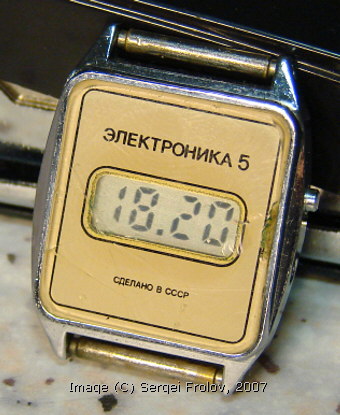 ЭЛЕКТРОНИКА 5
18.20
СДЕЛАНО В СССР
Image (C) Sergei Frolov, 2007